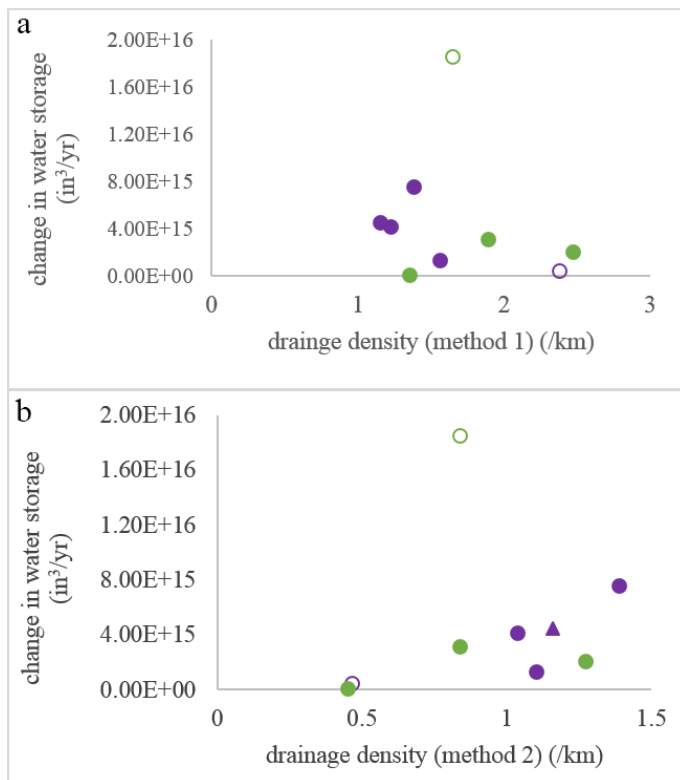 a
2.00E+16
1.60E+16
1.20E+16
8.00E+15
4.00E+15
0.00E+00
change in water storage
(in³/yr)
0 1 2 3
drainge density (method 1) (/km)
b
2.00E+16
1.60E+16
1.20E+16
8.00E+15
4.00E+15
0.00E+00
change in water storage
(in³/yr)
0 0.5 1 1.5
drainage density (method 2) (/km)